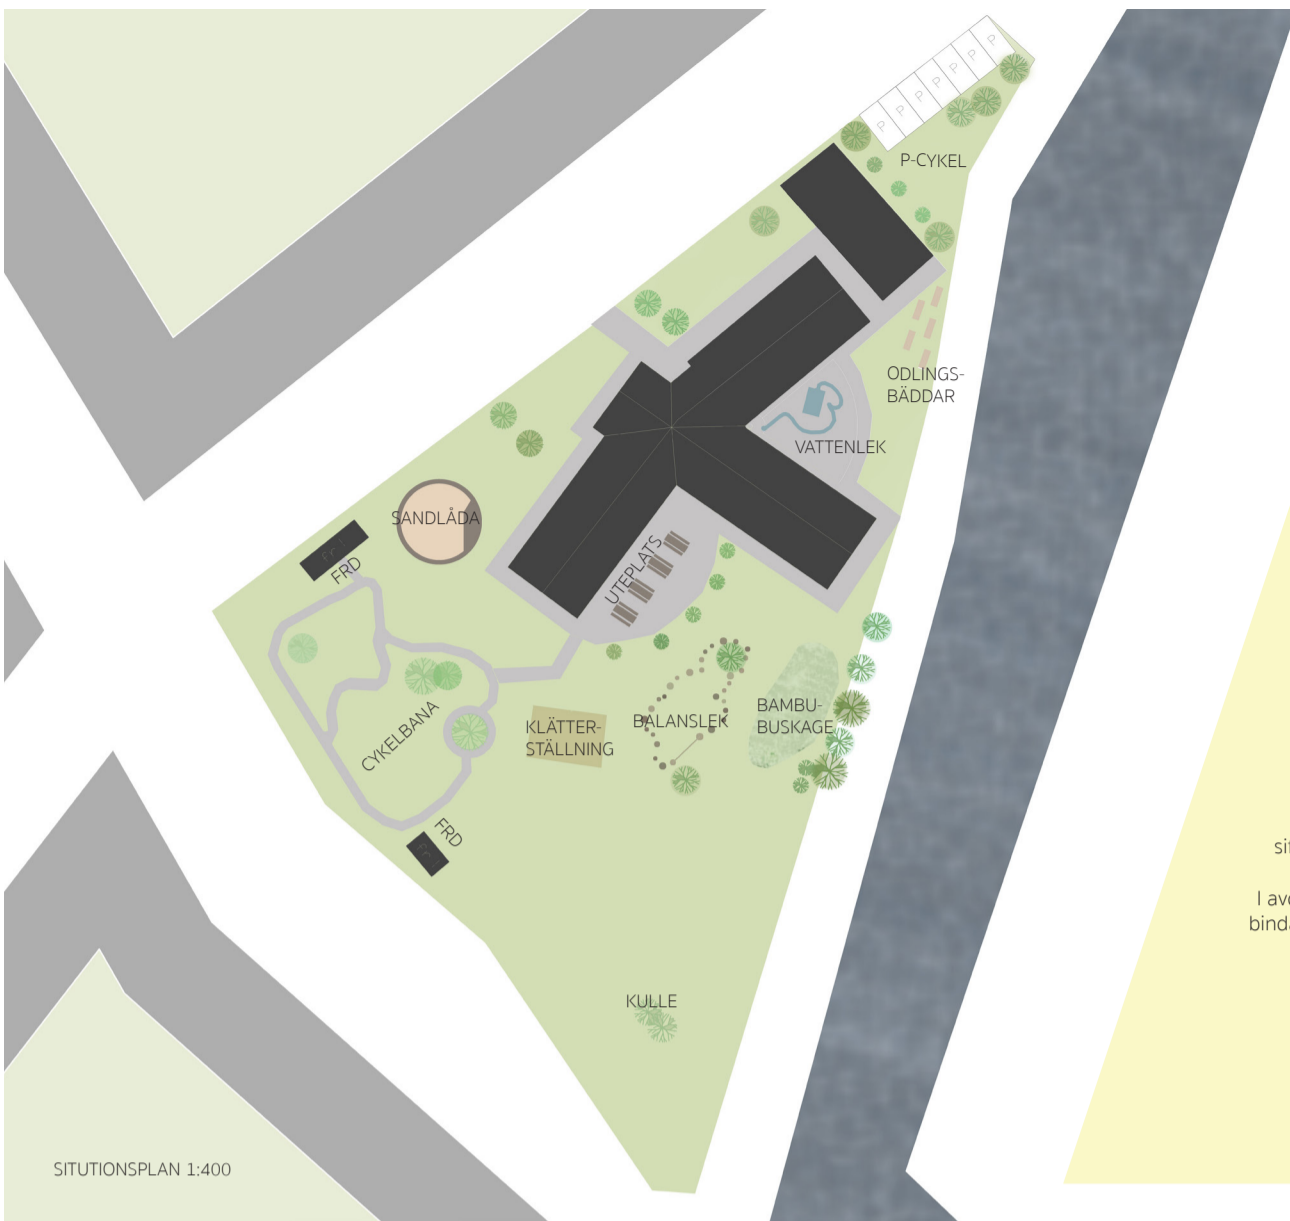 P P P P P P P
P-CYKEL
ODLINGS-
BÄDDAR
VATTENLEK
SANDLÅDA
FRD
UTEPLATS
CYKELBANA
KLÄTTER-
STÄLLNING
BALANSLEK
BAMBU-
BUSKAGE
FRD
KULLE
SITUTIONSPLAN 1:400